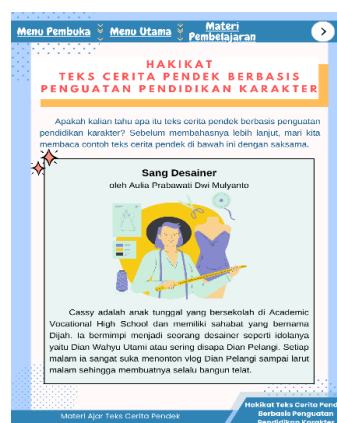 Menu Pembuka Menu Utama Materi
Pembelajaran
HAKIKAT
TEKS CERITA PENDEK BERBASIS
PENGUATAN PENDIDIKAN KARAKTER
Apakah kalian tahu apa itu teks cerita pendek berbasis penguatan
pendidikan karakter? Sebelum membahasnya lebih lanjut, mari kita
membaca contoh teks cerita pendek di bawah ini dengan saksama.
Sang Desainer
oleh Aulia Prabawati Dwi Mulyanto
Cassy adalah anak tunggal yang bersekolah di Academic
Vocational High School dan memiliki sahabat yang bernama
Dijah. Ia bermimpi menjadi seorang desainer seperti idolanya
yaitu Dian Wahyu Utami atau sering disapa Dian Pelangi. Setiap
malam ia sangat suka menonton vlog Dian Pelangi sampai larut
malam sehingga membuatnya selalu bangun telat.
Materi Ajar Teks Cerita Pendek
Hakikat Teks Cerita Pend
Berbasis Penguatan
Pendidikan Karakter